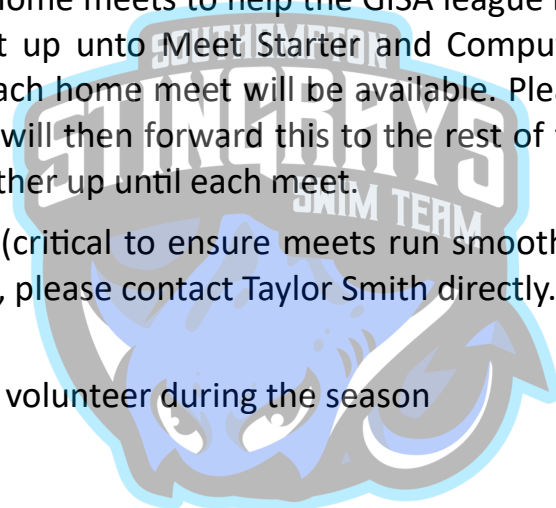 ome meets to help the GISA league
t up unto Meet Starter and Compu
ach home meet will be available. Plea
will then forward this to the rest of
ther up until each meet.
(critical to ensure meets run smooth
, please contact Taylor Smith directly.
volunteer during the season
SOUTHAMPTON
STINGRAYS
SWIM TEAM